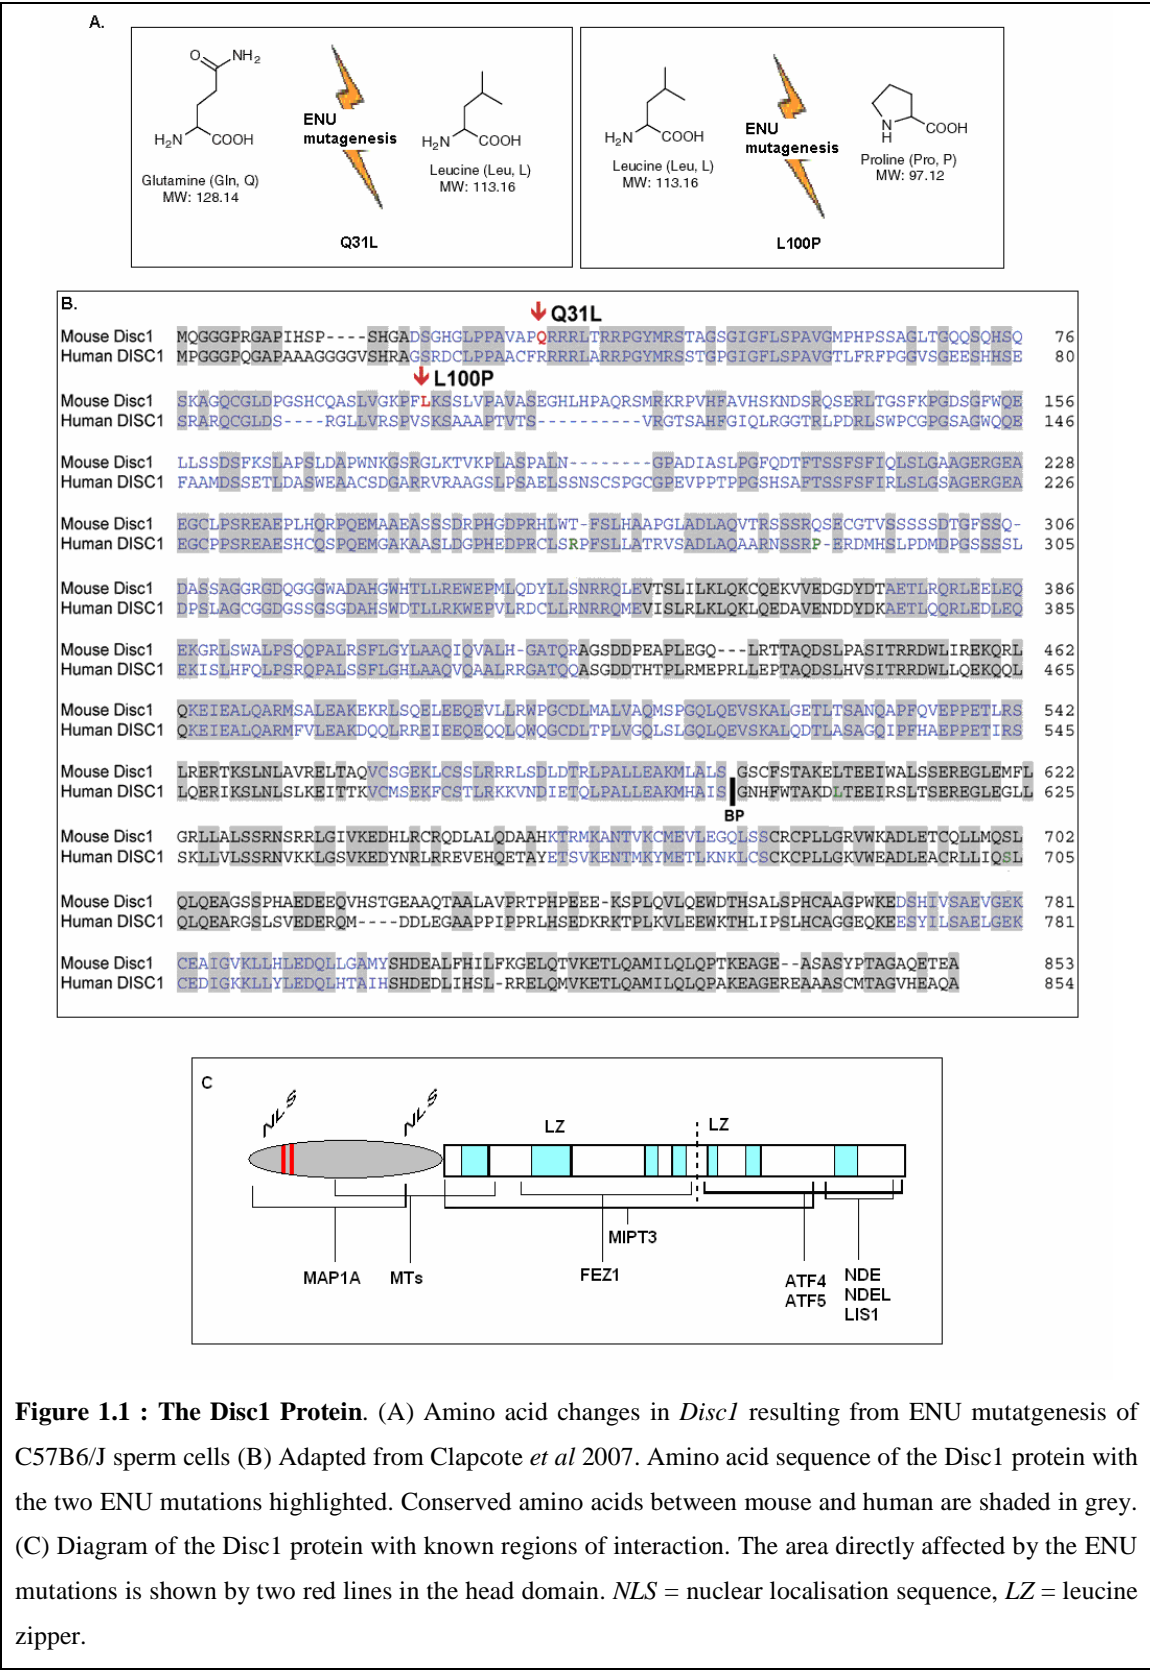 A.
O NH2
H2N COOH
Glutamine (Gln, Q)
MW: 128.14
ENU
mutagenesis
H2N COOH
Leucine (Leu, L)
MW: 113.16
Q31L
H2N COOH
Leucine (Leu, L)
MW: 113.16
ENU
mutagenesis
N
H
COOH
Proline (Pro, P)
MW: 97.12
L100P
B.
Q31L
Mouse Disc1 MQGGGPRGAPIHSP----SHGADSGHGLPPAVAPQRRRLTRRPGYMRSTAGSGIGFLSPAVGMPHPSSAGLTGQQSQHSQ 76
Human DISC1 MPGGGPQGAPAAAGGGGVSHRAGSRDCLPPAACFRRRRLARRPGYMRSSTGPGIGFLSPAVGTLFRFPGGVSGEESHHSE 80
L100P
Mouse Disc1 SKAGQCGLDPGSHCQASLVGKPFLKSSLVPAVASEGHLHPAQRSMRKRPVHFAVHSKNDSRQSERLTGSFKPGDSGFWQE 156
Human DISC1 SRARQCGLDS----RGLLVRSPVSKSAAAPTVTS----------VRGTSAHFGIQLRGGTRLPDRLSWPCGPGSAGWQQE 146
Mouse Disc1 LLSSDSFKSLAPSLDAPWNKGSRGLKTVKPLASPALN--------GPADIASLPGFQDTFTSSFSFIQLSLGAAGERGEA 228
Human DISC1 FAAMDSSETLDASWEAACSDGARRVRAAGSLPSAELSSNSCSPGCGPEVPPTPPGSHSAFTSSFSFIRLSLGSAGERGEA 226
Mouse Disc1 EGCLPSREAEPLHQRPQEMAAEASSSDRPHGDPRHLWT-FSLHAAPGLADLAQVTRSSSRQSECGTVSSSSSDTGFSSQ- 306
Human DISC1 EGCPPSREAESHCQSPQEMGAKAASLDGPHEDPRCLSRPFSLLATRVSADLAQAARNSSRP-ERDMHSLPDMDPGSSSSL 305
Mouse Disc1 DASSAGGRGDQGGGWADAHGWHTLLREWEPMLQDYLLSNRRQLEVTSLILKLQKCQEKVVEDGDYDTAETLRQRLEELEQ 386
Human DISC1 DPSLAGCGGDGSSGSGDAHSWDTLLRKWEPVLRDCLLRNRRQMEVISLRLKLQKLQEDAVENDDYDKAETLQQRLEDLEQ 385
Mouse Disc1 EKGRLSWALPSQQPALRSFLGYLAAQIQVALH-GATQRAGSDDPEAPLEGQ---LRTTAQDSLPASITRRDWLIREKQRL 462
Human DISC1 EKISLHFQLPSRQPALSSFLGHLAAQVQAALRRGATQQASGDDTHTPLRMEPRLLEPTAQDSLHVSITRRDWLLQEKQQL 465
Mouse Disc1 QKEIEALQARMSALEAKEKRLSQELEEQEVLLRWPGCDLMALVAQMSPGQLQEVSKALGETLTSANQAPFQVEPPETLRS 542
Human DISC1 QKEIEALQARMFVLEAKDQQLRREIEEQEQQLQWQGCDLTPLVGQLSLGQLQEVSKALQDTLASAGQIPFHAEPPETIRS 545
Mouse Disc1 LRERTKSLNLAVRELTAQVCSGEKLCSSLRRRLSDLDTRLPALLEAKMLALS GSCFSTAKELTEEIWALSSEREGLEMFL 622
Human DISC1 LQERIKSLNLSLKEITTKVCMSEKFCSTLRKKVNDIETQLPALLEAKMHAIS GNHFWTAKDLTEEIRSLTSEREGLEGLL 625
BP
Mouse Disc1 GRLLALSSRNSRRLGIVKEDHLRCRQDLALQDAAHKTRMKANTVKCMEVLEGQLSSCRCPLLGRVWKADLETCQLLMQSL 702
Human DISC1 SKLLVLSSRNVKKLGSVKEDYNRLRREVEHQETAYETSVKENTMKYMETLKNKLCSCKCPLLGKVWEADLEACRLLIQSL 705
Mouse Disc1 QLQEAGSSPHAEDEEQVHSTGEAAQTAALAVPRTPHPEEE-KSPLQVLQEWDTHSALSPHCAAGPWKEDSHIVSAEVGEK 781
Human DISC1 QLQEARGSLSVEDERQM----DDLEGAAPPIPPRLHSEDKRKTPLKVLEEWKTHLIPSLHCAGGEQKEESYILSAELGEK 781
Mouse Disc1 CEAIGVKLLHLEDQLLGAMYSHDEALFHILFKGELQTVKETLQAMILQLQPTKEAGE--ASASYPTAGAQETEA 853
Human DISC1 CEDIGKKLLYLEDQLHTAIHSHDEDLIHSL-RRELQMVKETLQAMILQLQPAKEAGEREAAASCMTAGVHEAQA 854
C
NLS NLS
LZ LZ
MIPT3
MAP1A MTs FEZ1
ATF4
ATF5
NDE
NDEL
LIS1
Figure 1.1 : The Disc1 Protein. (A) Amino acid changes in Disc1 resulting from ENU mutatgenesis of
C57B6/J sperm cells (B) Adapted from Clapcote et al 2007. Amino acid sequence of the Disc1 protein with
the two ENU mutations highlighted. Conserved amino acids between mouse and human are shaded in grey.
(C) Diagram of the Disc1 protein with known regions of interaction. The area directly affected by the ENU
mutations is shown by two red lines in the head domain. NLS = nuclear localisation sequence, LZ = leucine
zipper.